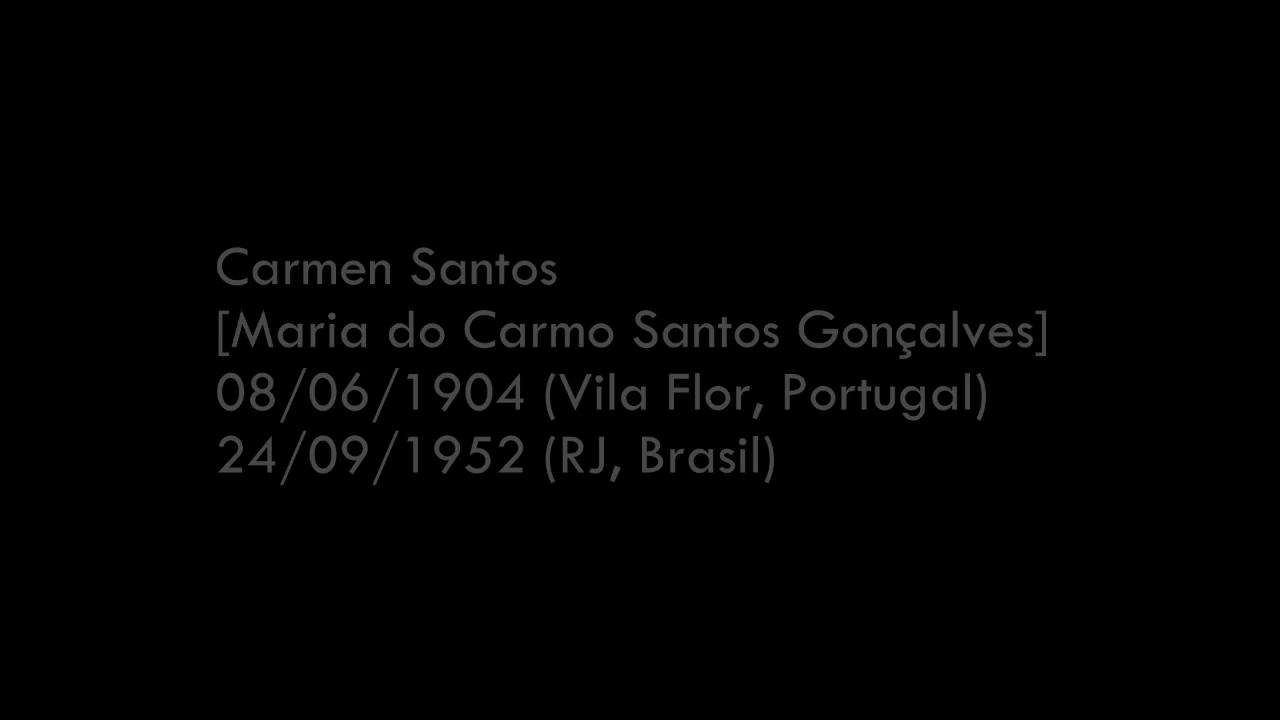 Carmen Santos
[Maria do Carmo Santos Gonçalves]
08/06/1904 (Vila Flor, Portugal)
24/09/1952 (RJ, Brasil)